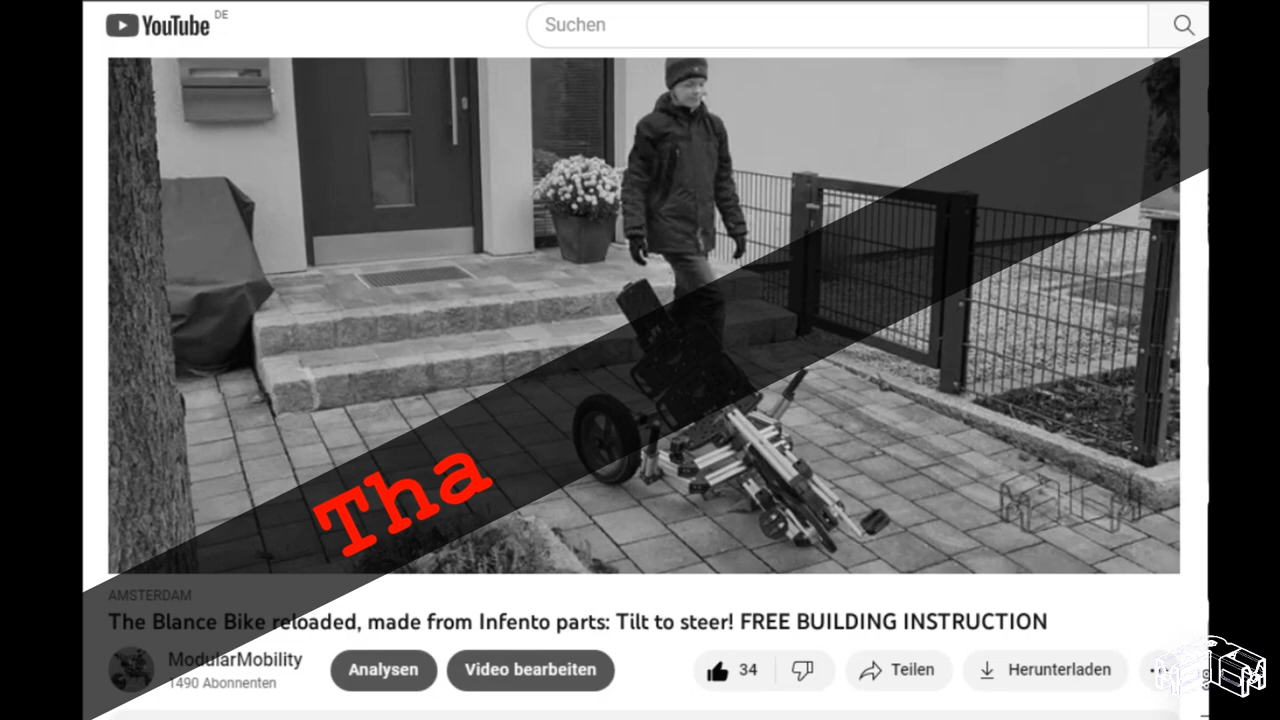 YouTube DE
Suchen
Tha
AMSTERDAM
The Blance Bike reloaded, made from Infento parts: Tilt to steer! FREE BUILDING INSTRUCTION
ModularMobility
1490 Abonnenten
Analysen
Video bearbeiten
34
Teilen
Herunterladen